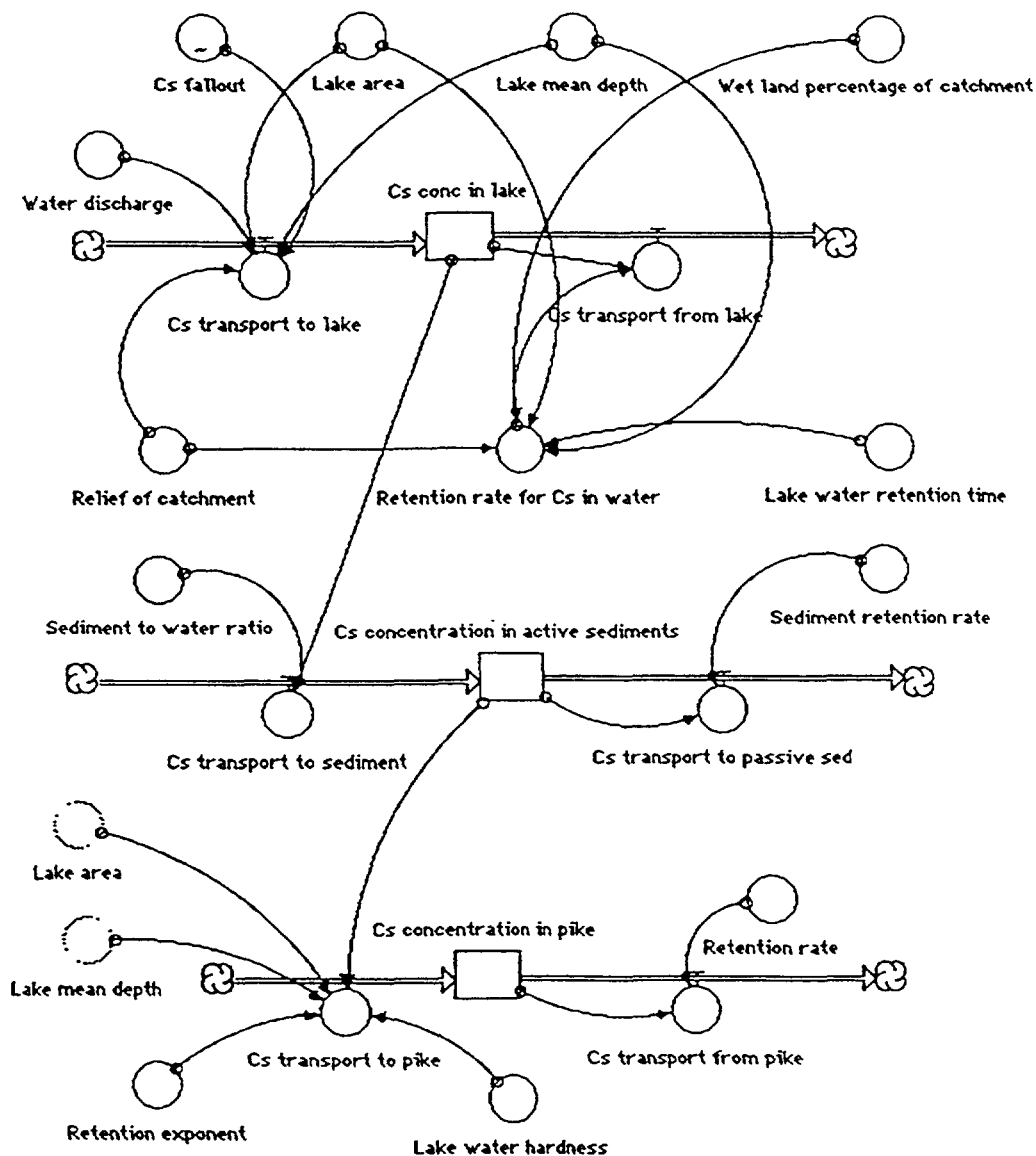 Cs fallout
Lake area
Lake mean depth
Wet land percentage of catchment
Water discharge
Cs conc in lake
Cs transport to lake
Cs transport from lake
Relief of catchment
Retention rate for Cs in water
Lake water retention time
Sediment to water ratio
Cs concentration in active sediments
Sediment retention rate
Cs transport to sediment
Cs transport to passive sed
Lake area
Cs concentration in pike
Retention rate
Lake mean depth
Cs transport to pike
Cs transport from pike
Retention exponent
Lake water hardness